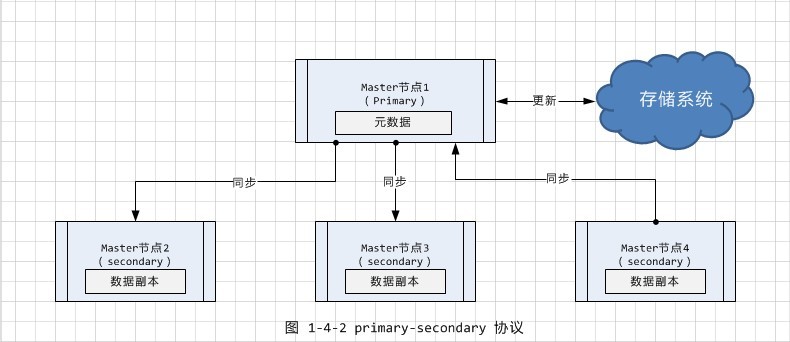 Master节点1
（ Primary）
元数据
更新
存储系统
同步
同步
同步
Master节点2
（ secondary）
数据副本
Master节点3
（ secondary）
数据副本
Master节点4
（ secondary）
数据副本
图 1-4-2 primary-secondary 协议